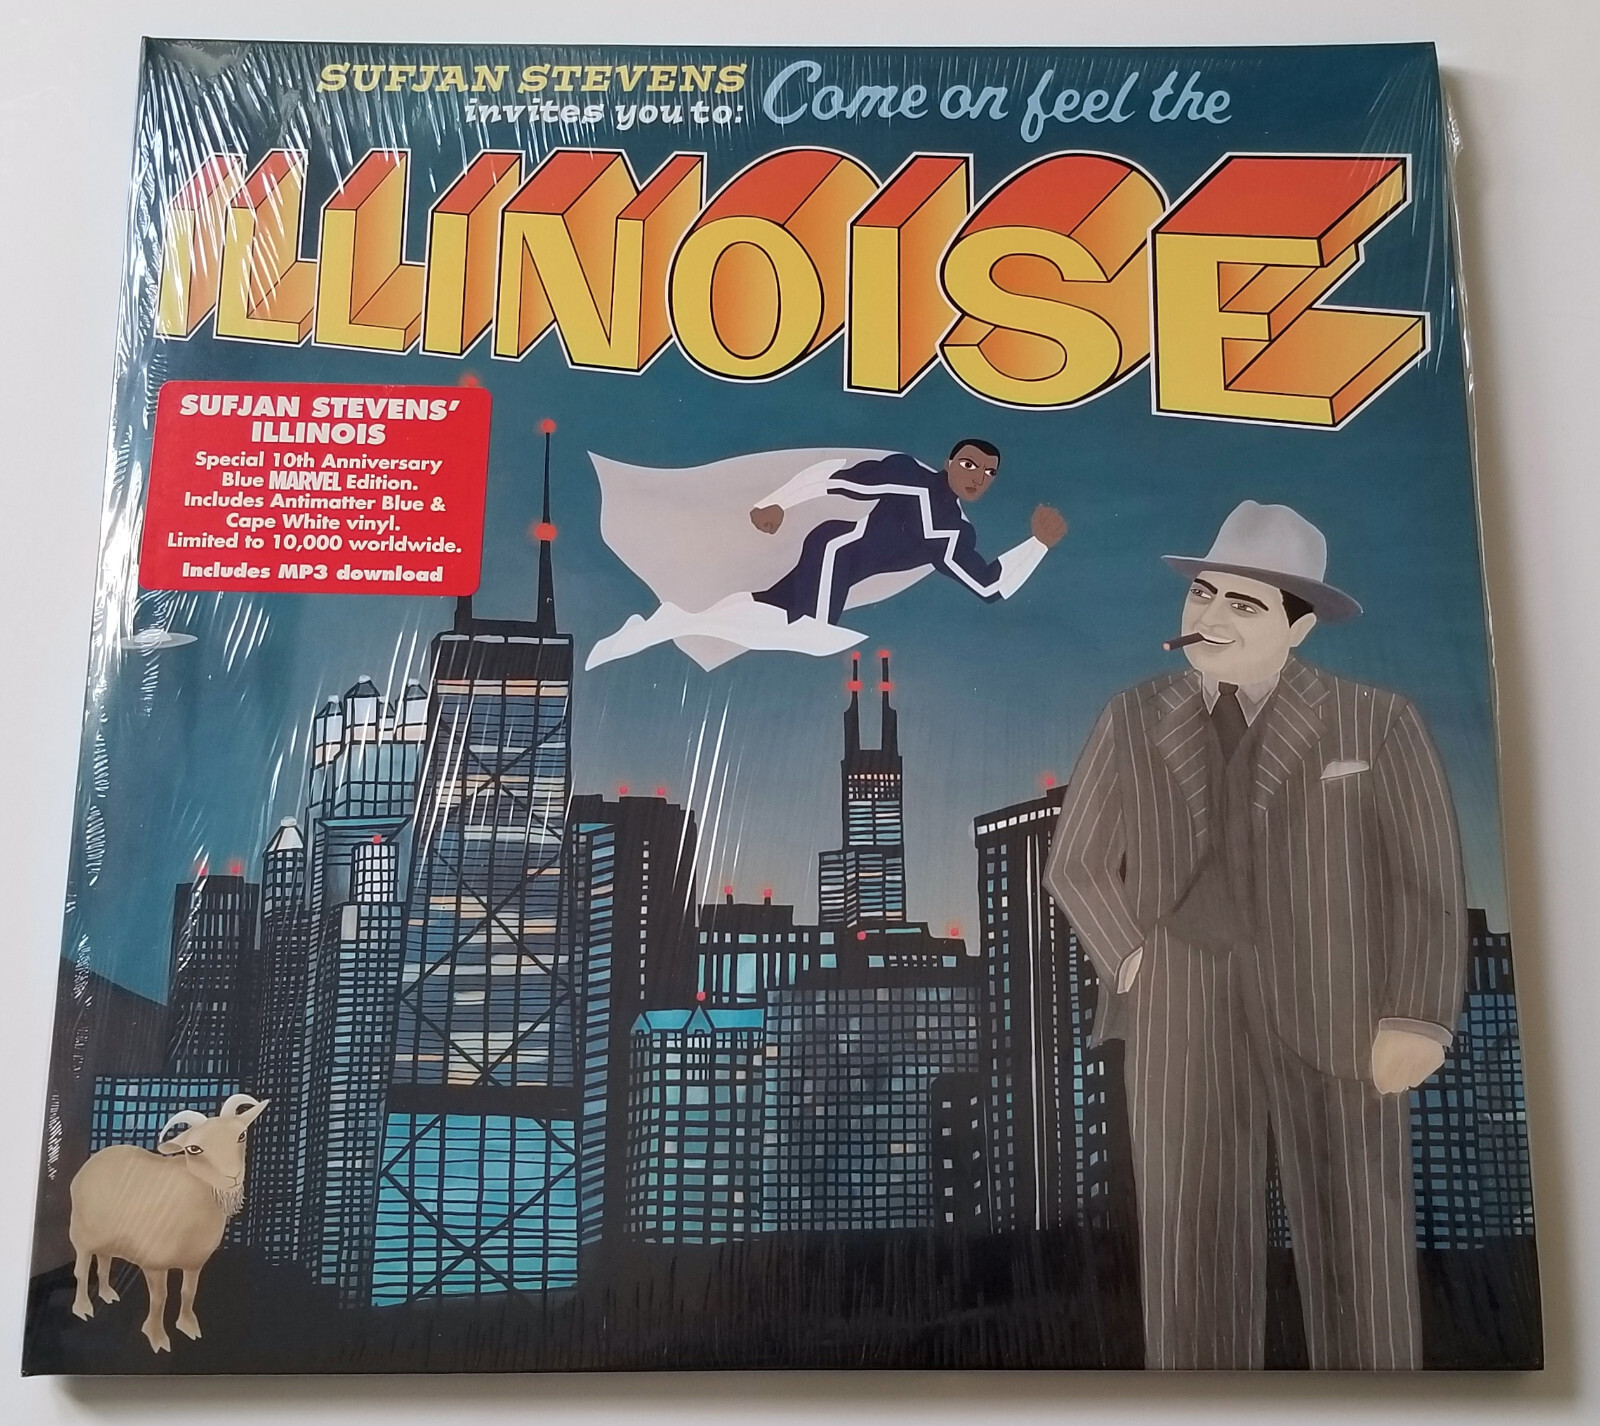 SUFJAN STEVENS
invites you to:
Come on feel the
ILLINOISE
SUFJAN STEVENS'
ILLINOIS
Special 10th Anniversary
Blue MARVEL Edition.
Includes Antimatter Blue &
Cape White vinyl.
Limited to 10,000 worldwide.
Includes MP3 download